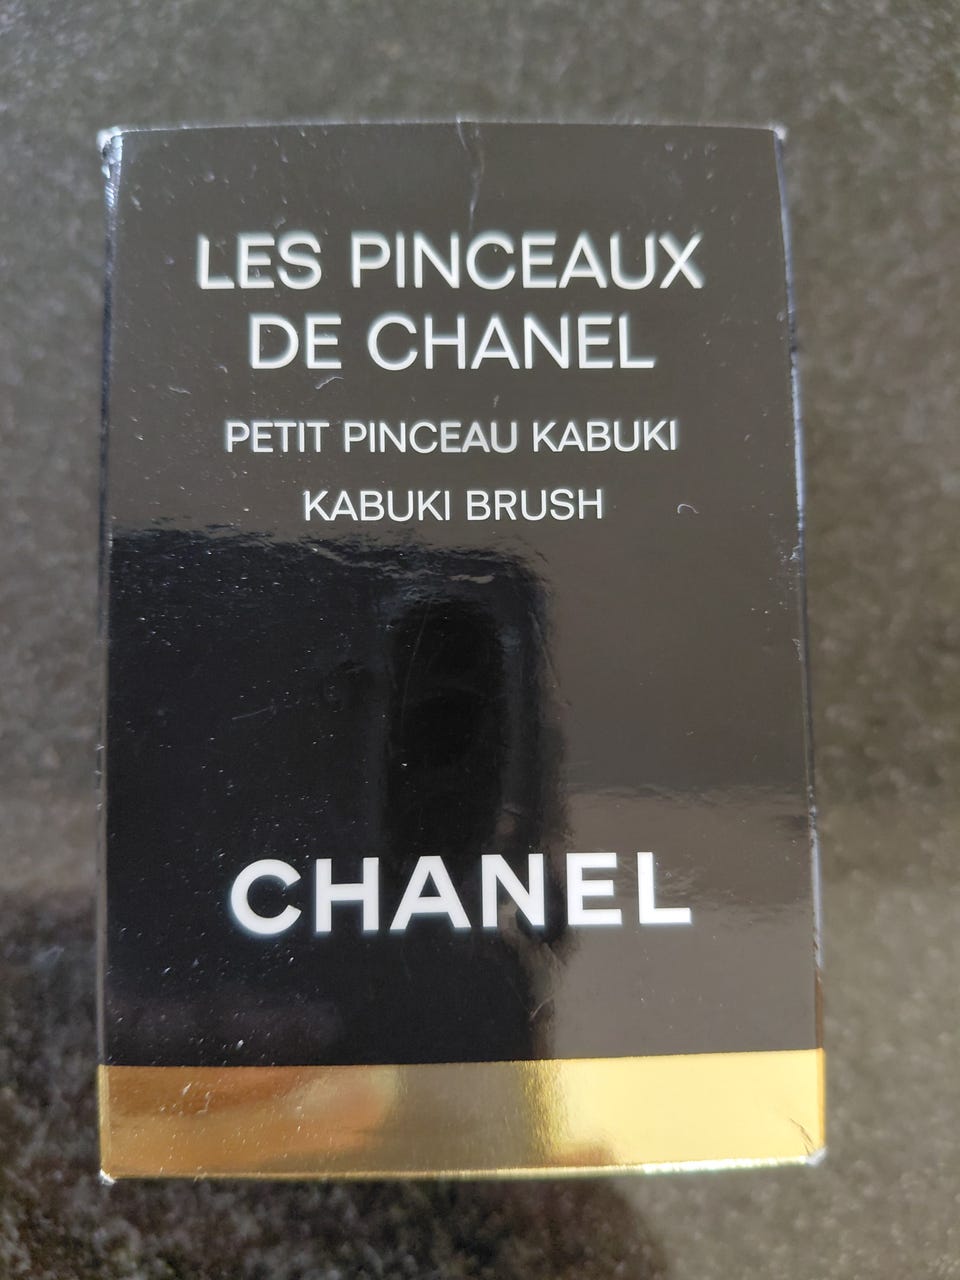 LES PINCEAUX
DE CHANEL
PETIT PINCEAU KABUKI
KABUKI BRUSH
CHANEL